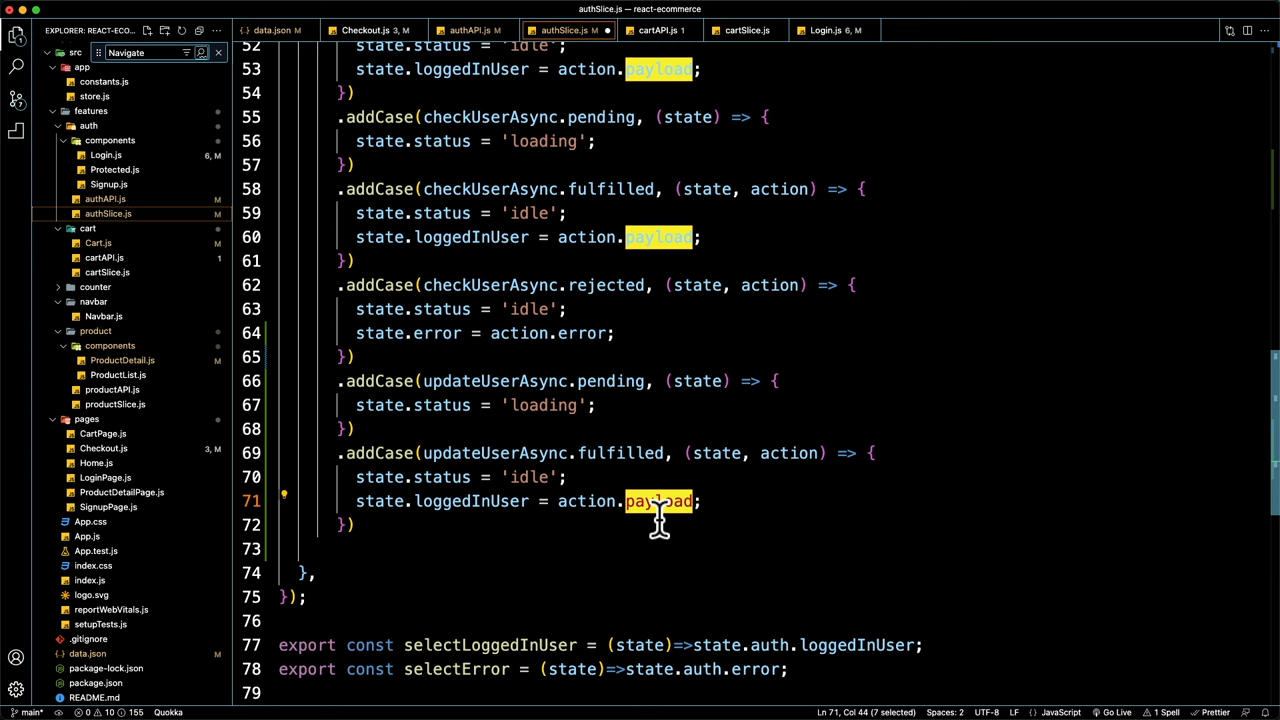 authSlice.js — react-ecommerce
EXPLORER: REACT-ECO...
data.json M
Checkout.js 3, M
authAPI.js M
authSlice.js M
cartAPI.js 1
cartSlice.js
Login.js 6, M
src
Navigate
app
constants.js
store.js
features
auth
components
Login.js 6, M
Protected.js
Signup.js
authAPI.js M
authSlice.js M
cart
Cart.js M
cartAPI.js 1
cartSlice.js
counter
navbar
Navbar.js
product
components
ProductDetail.js M
ProductList.js
productAPI.js
productSlice.js
pages
CartPage.js
Checkout.js 3, M
Home.js
LoginPage.js
ProductDetailPage.js
SignupPage.js
App.css
App.js
App.test.js
index.css
index.js
logo.svg
reportWebVitals.js
setupTests.js
.gitignore
data.json M
package-lock.json
package.json
README.md
52 state.status = 'idle';
53 state.loggedInUser = action.payload;
54 })
55 .addCase(checkUserAsync.pending, (state) => {
56 state.status = 'loading';
57 })
58 .addCase(checkUserAsync.fulfilled, (state, action) => {
59 state.status = 'idle';
60 state.loggedInUser = action.payload;
61 })
62 .addCase(checkUserAsync.rejected, (state, action) => {
63 state.status = 'idle';
64 state.error = action.error;
65 })
66 .addCase(updateUserAsync.pending, (state) => {
67 state.status = 'loading';
68 })
69 .addCase(updateUserAsync.fulfilled, (state, action) => {
70 state.status = 'idle';
71 state.loggedInUser = action.payload;
72 })
73
74 },
75 });
76
77 export const selectLoggedInUser = (state)=>state.auth.loggedInUser;
78 export const selectError = (state)=>state.auth.error;
79
7
main* 0 10 155 Quokka
Ln 71, Col 44 (7 selected) Spaces: 2 UTF-8 LF {} JavaScript Go Live 1 Spell Prettier